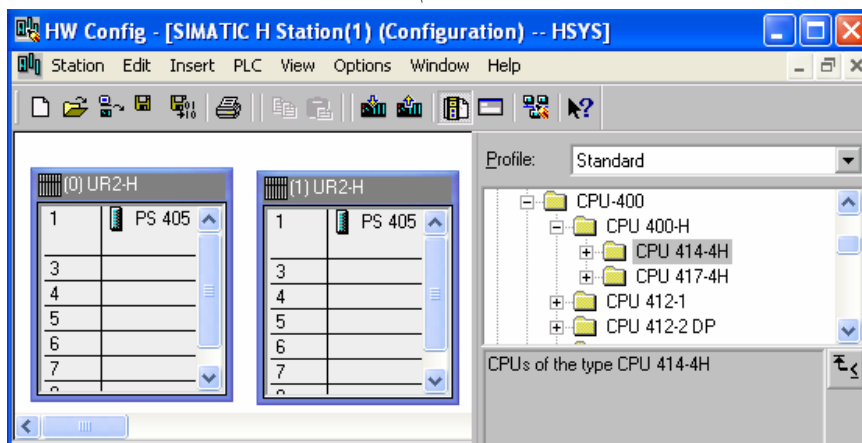 HW Config - [SIMATIC H Station(1) (Configuration) -- HSYS]
Station Edit Insert PLC View Options Window Help
(0) UR2-H
1 PS 405
3
4
5
6
7
(1) UR2-H
1 PS 405
3
4
5
6
7
Profile: Standard
CPU-400
CPU 400-H
CPU 414-4H
CPU 417-4H
CPU 412-1
CPU 412-2 DP
CPUs of the type CPU 414-4H